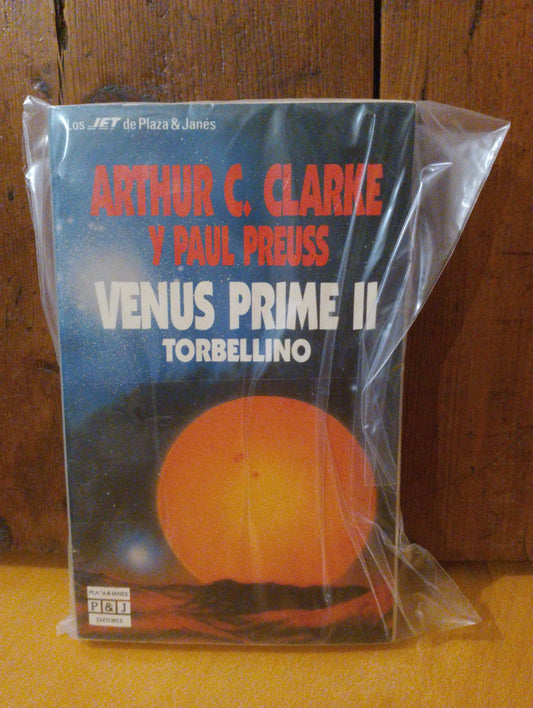 Los JET de Plaza & Janés
ARTHUR C. CLARKE
Y PAUL PREUSS
VENUS PRIME II
TORBELLINO
PLAZA & JANES
P & J
EDITORES